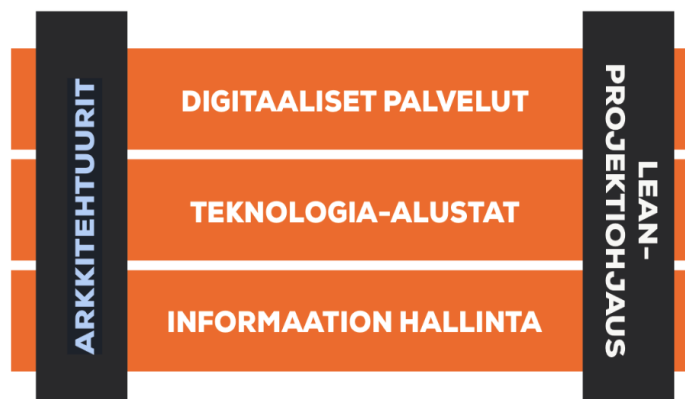 ARKKITEHTUURIT
DIGITAALISET PALVELUT
TEKNOLOGIA-ALUSTAT
INFORMAATION HALLINTA
LEAN-
PROJEKTIOHJAUS